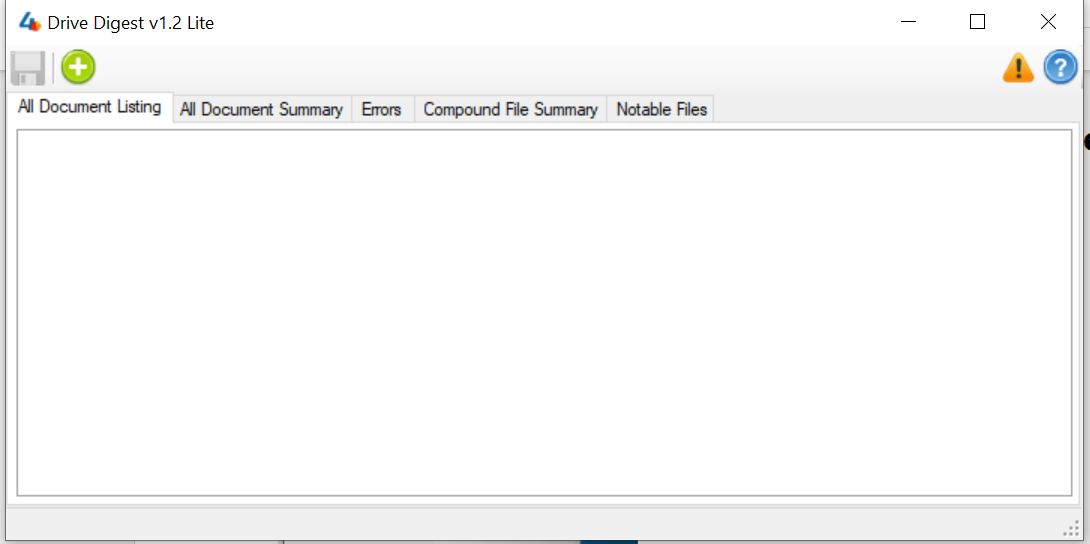 Drive Digest v1.2 Lite
All Document Listing All Document Summary Errors Compound File Summary Notable Files